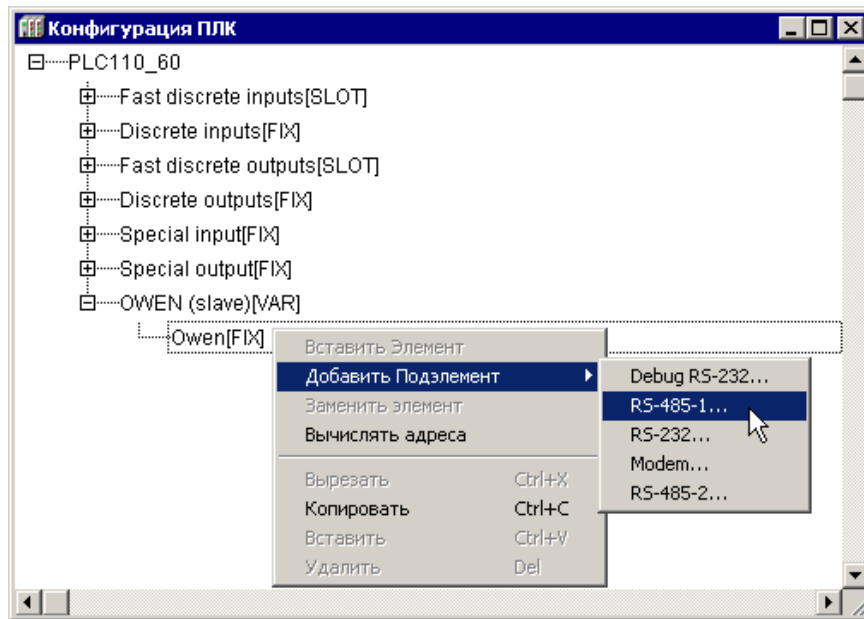 Конфигурация ПЛК
PLC110_60
Fast discrete inputs[SLOT]
Discrete inputs[FIX]
Fast discrete outputs[SLOT]
Discrete outputs[FIX]
Special input[FIX]
Special output[FIX]
OWEN (slave)[VAR]
Owen[FIX]
Вставить Элемент
Добавить Подэлемент
Заменить элемент
Вычислять адреса
Вырезать Ctrl+X
Копировать Ctrl+C
Вставить Ctrl+V
Удалить Del
Debug RS-232...
RS-485-1...
RS-232...
Modem...
RS-485-2...